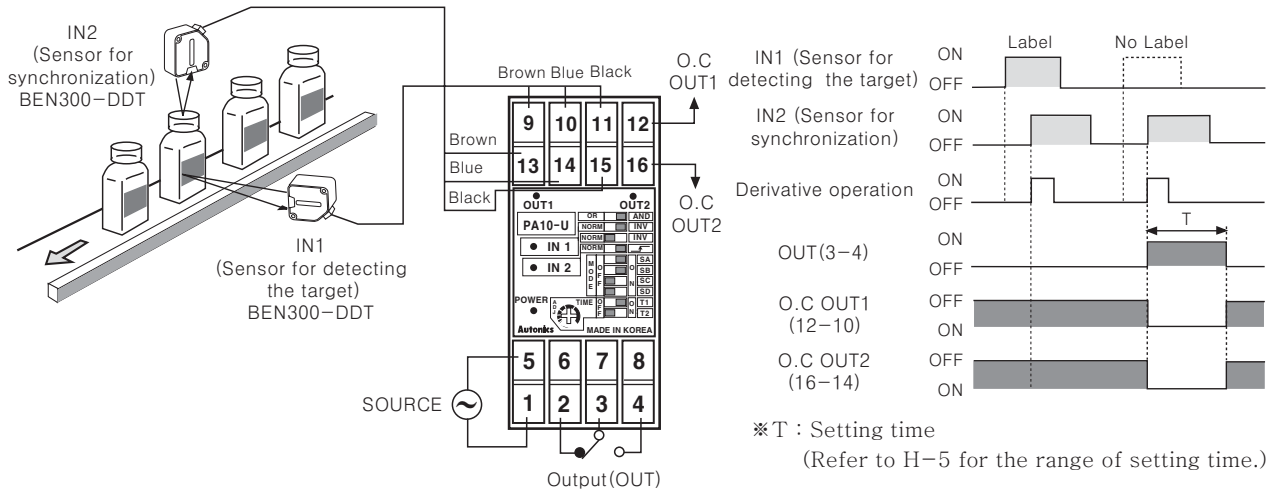 IN2
(Sensor for
synchronization)
BEN300-DDT
IN1
(Sensor for detecting
the target)
BEN300-DDT
Brown Blue Black
O.C
OUT1
9 10 11 12
Brown
13 14 15 16
Blue
Black
O.C
OUT2
OUT1 OUT2
PA10-U
OR AND
NORM INV
NORM INV
NORM
IN 1
IN 2
MODE OFF ON
SA
SB
SC
SD
POWER
ADJ TIME OFF ON
T1
T2
Autonics MADE IN KOREA
5 6 7 8
SOURCE
1 2 3 4
Output(OUT)
Label No Label
IN1 (Sensor for
detecting the target)
ON
OFF
IN2 (Sensor for
synchronization)
ON
OFF
Derivative operation
ON
OFF
T
OUT(3-4)
ON
OFF
O.C OUT1
(12-10)
OFF
ON
O.C OUT2
(16-14)
OFF
ON
※T : Setting time
(Refer to H-5 for the range of setting time.)